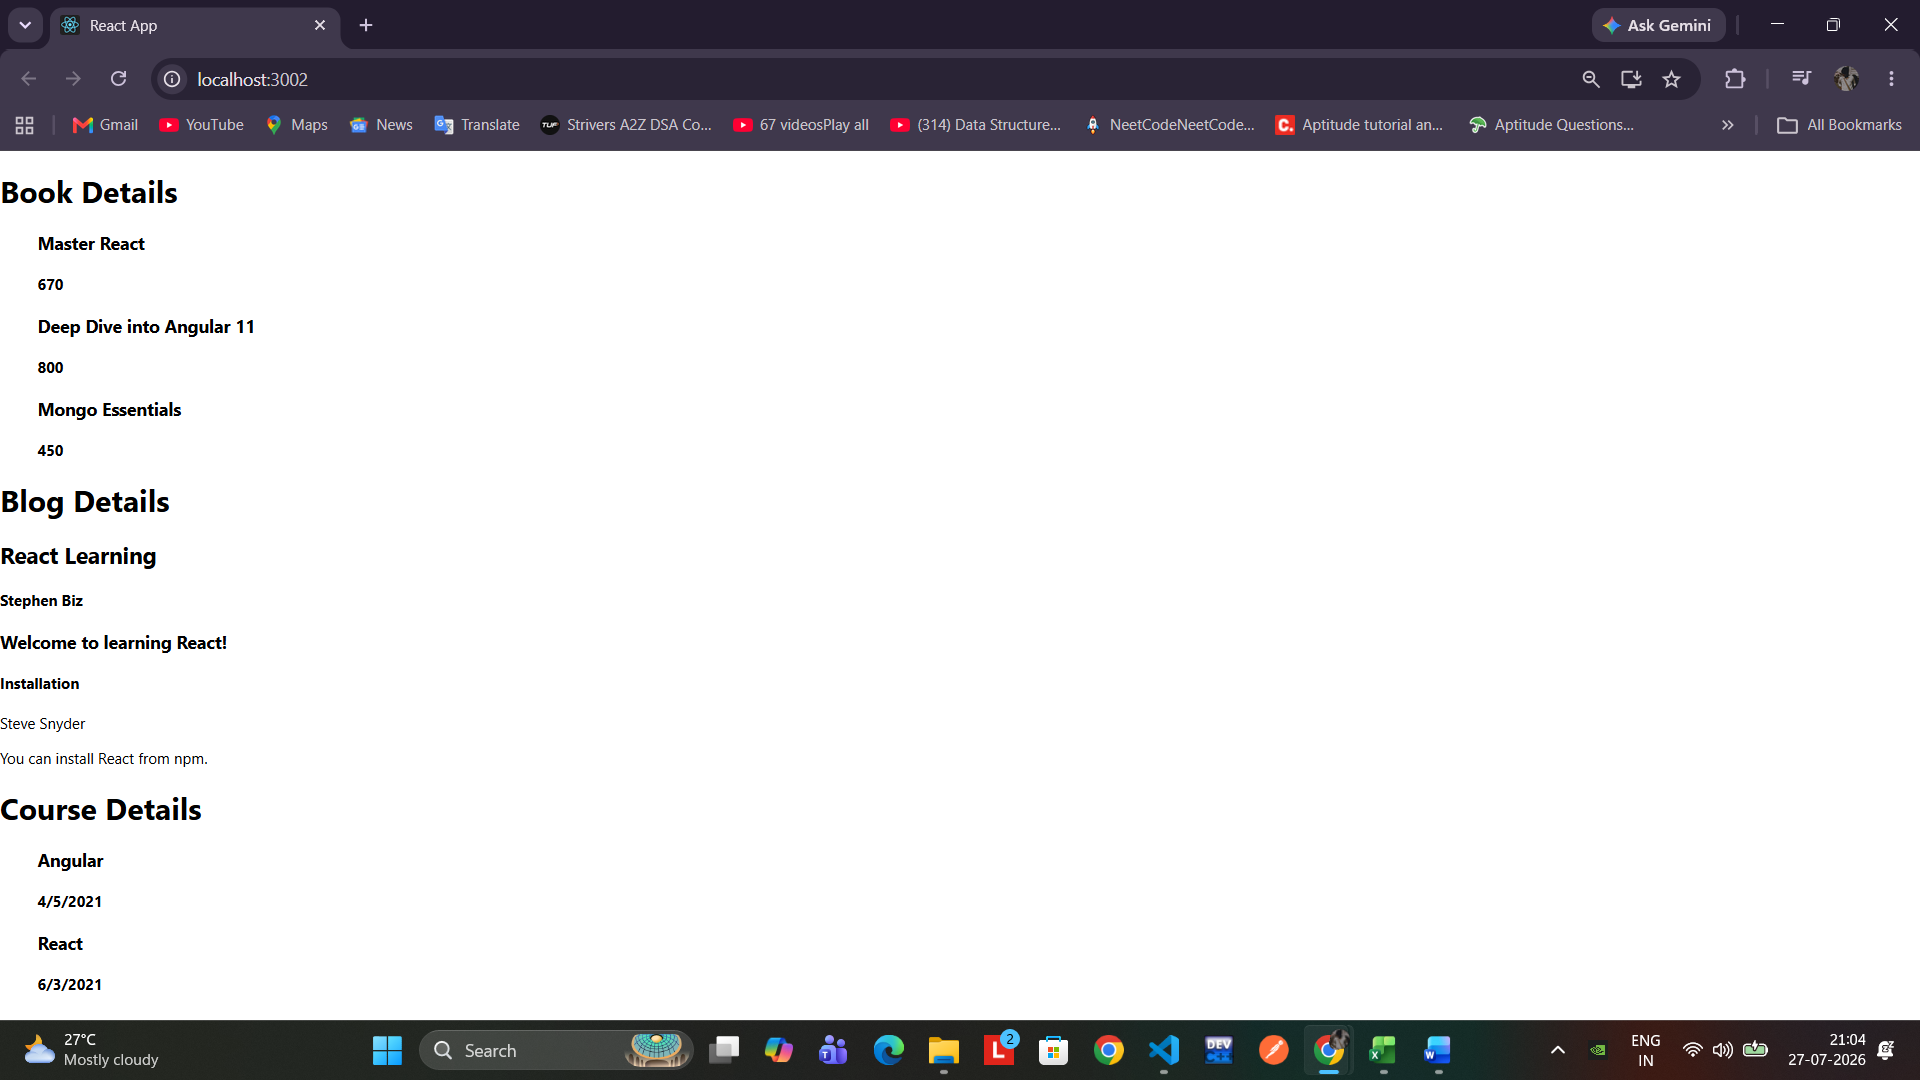 React App
Ask Gemini
localhost:3002
Gmail
YouTube
Maps
News
Translate
TUF
Strivers A2Z DSA Co...
67 videosPlay all
(314) Data Structure...
NeetCodeNeetCode...
C.
Aptitude tutorial an...
Aptitude Questions...
All Bookmarks
Book Details
Master React
670
Deep Dive into Angular 11
800
Mongo Essentials
450
Blog Details
React Learning
Stephen Biz
Welcome to learning React!
Installation
Steve Snyder
You can install React from npm.
Course Details
Angular
4/5/2021
React
6/3/2021
27°C
Mostly cloudy
Search
T
L
2
DEV
C++
X
W
ENG
IN
21:04
27-07-2026